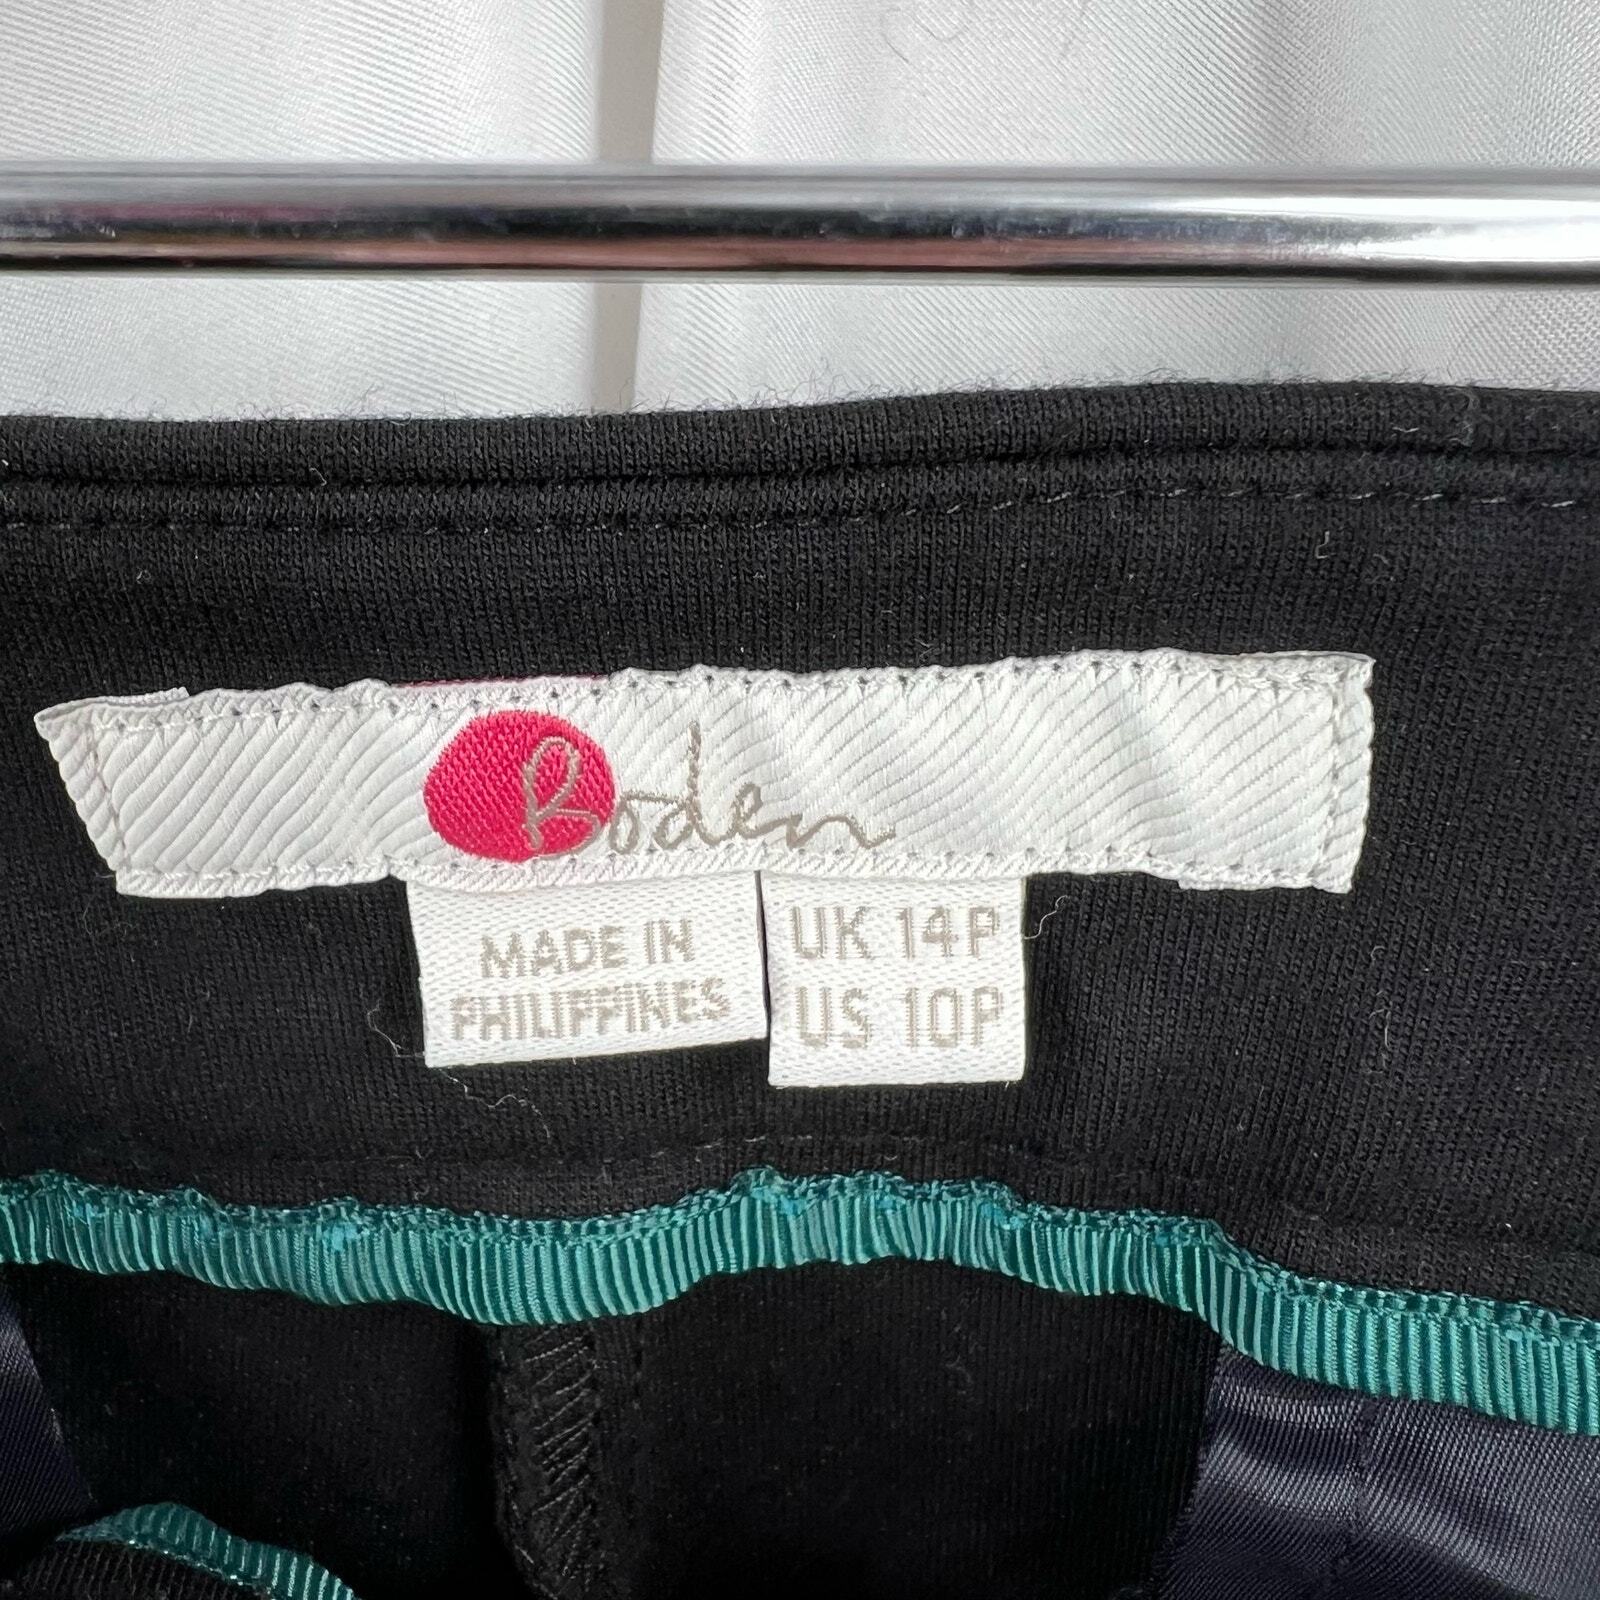 Boden
MADE IN
PHILIPPINES
UK 14P
US 10P